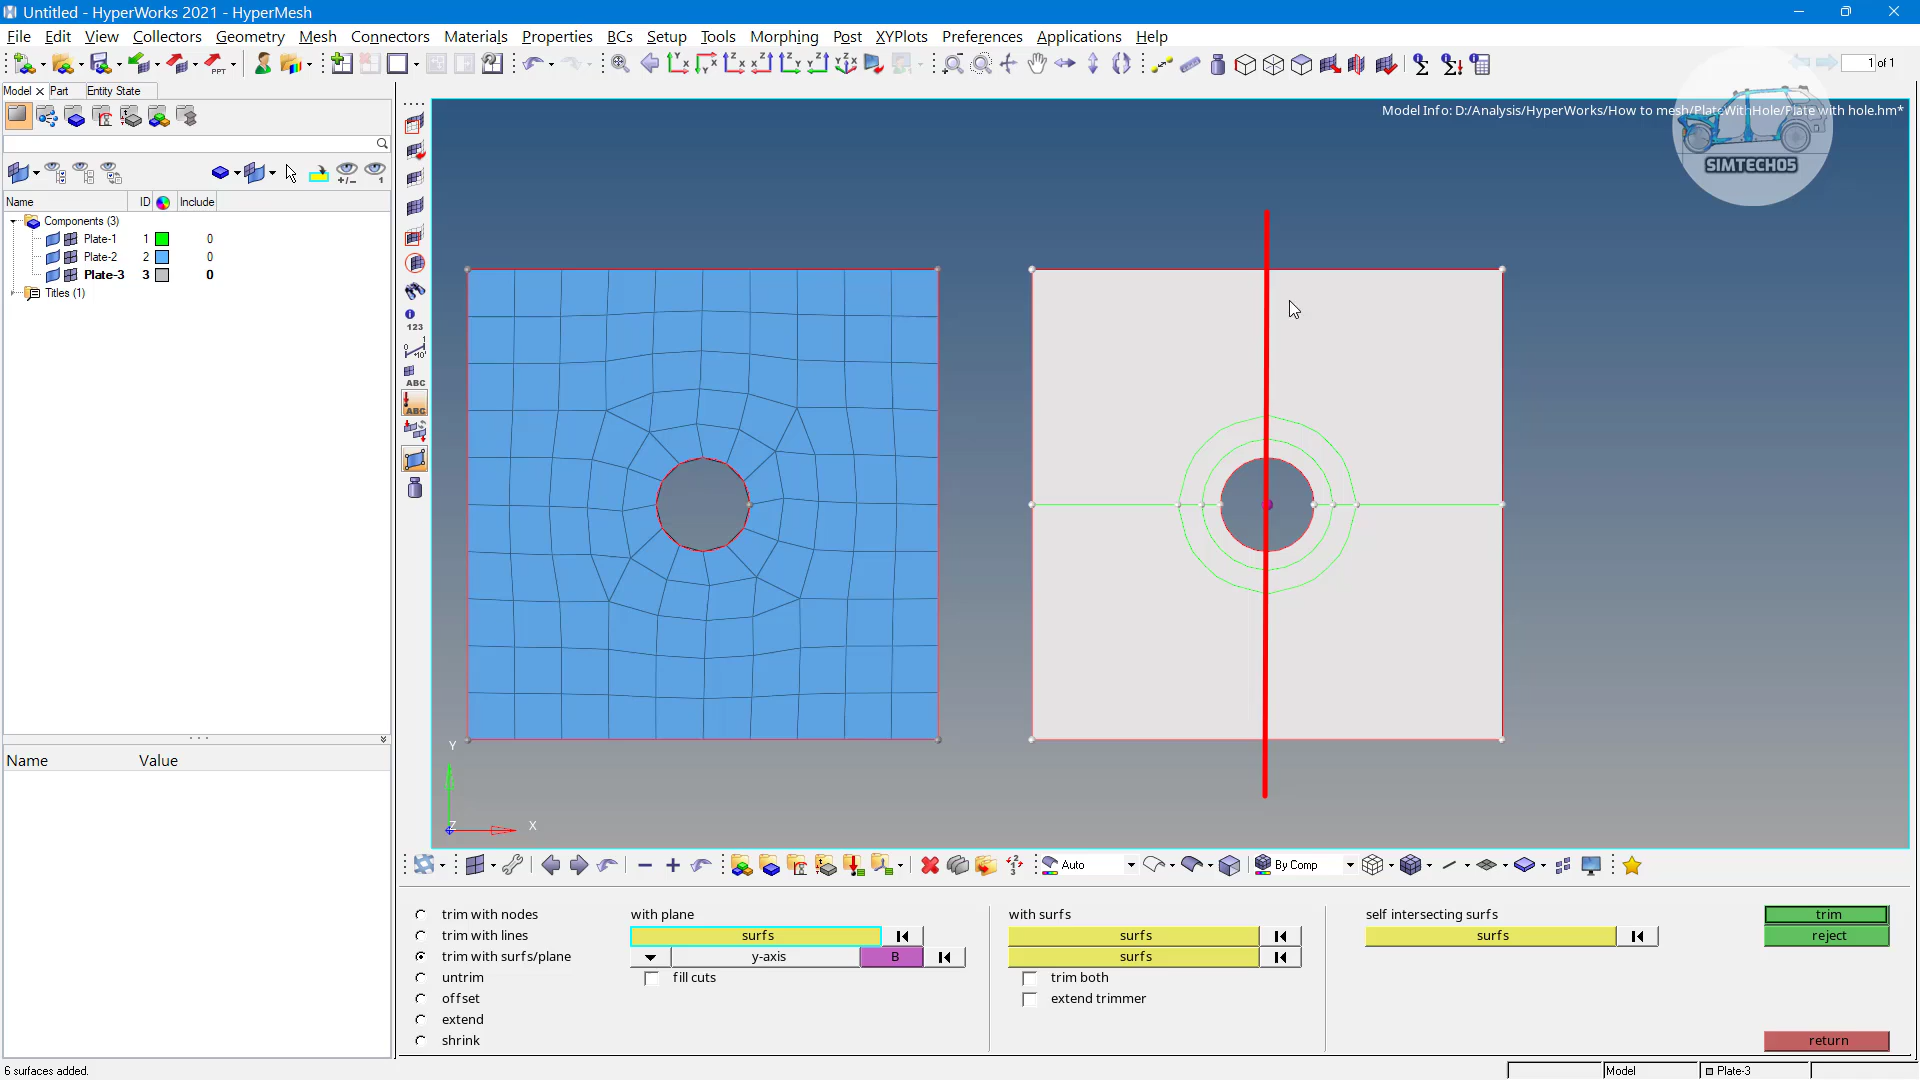 Untitled - HyperWorks 2021 - HyperMesh
File Edit View Collectors Geometry Mesh Connectors Materials Properties BCs Setup Tools Morphing Post XYPlots Preferences Applications Help
1 of 1
Model Part Entity State
Model Info: D:/Analysis/HyperWorks/How to mesh/PlateWithHole/Plate with hole.hm*
SIMTECH05
Name ID Include
Components (3)
Plate-1 1 0
Plate-2 2 0
Plate-3 3 0
Titles (1)
123
ABC
ABC
Name Value
Y
Z X
Auto By Comp
trim with nodes with plane with surfs self intersecting surfs trim
trim with lines surfs surfs surfs reject
trim with surfs/plane y-axis B surfs
untrim fill cuts trim both
offset extend trimmer
extend
shrink return
6 surfaces added. Model Plate-3